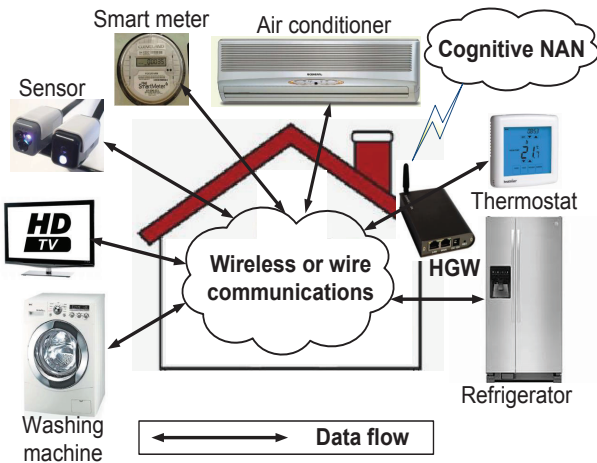 Smart meter
Air conditioner
Cognitive NAN
Sensor
SmartMeter
HD
TV
Thermostat
HGW
Wireless or wire
communications
Refrigerator
Washing
machine
Data flow